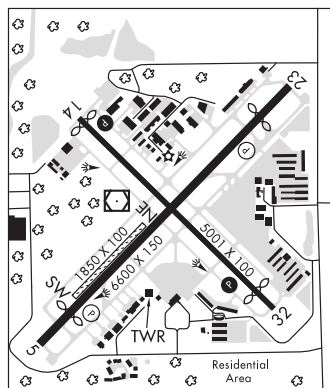 23
14
P
P
NE
1850 X 100
6600 X 150
5001 X 100
SW
P
P
32
5
TWR
Residential
Area